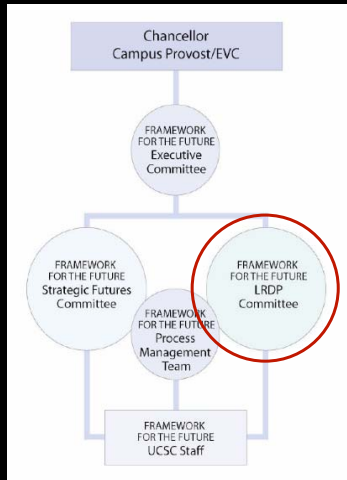 Chancellor
Campus Provost/EVC
FRAMEWORK
FOR THE FUTURE
Executive
Committee
FRAMEWORK
FOR THE FUTURE
Strategic Futures
Committee
FRAMEWORK
FOR THE FUTURE
Process
Management
Team
FRAMEWORK
FOR THE FUTURE
LRDP
Committee
FRAMEWORK
FOR THE FUTURE
UCSC Staff